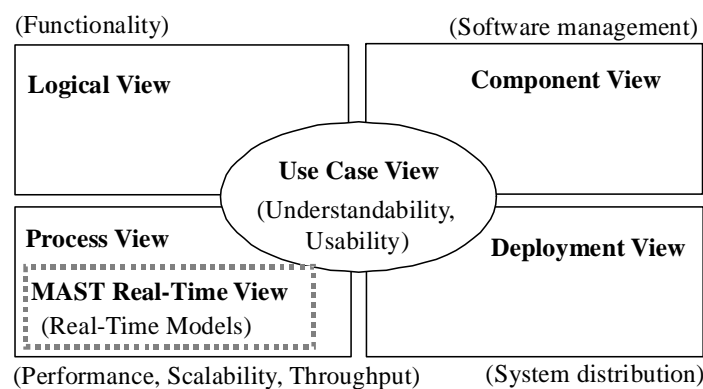 (Functionality)
(Software management)
Logical View
Component View
Use Case View
(Understandability,
Usability)
Process View
Deployment View
MAST Real-Time View
(Real-Time Models)
(Performance, Scalability, Throughput)
(System distribution)